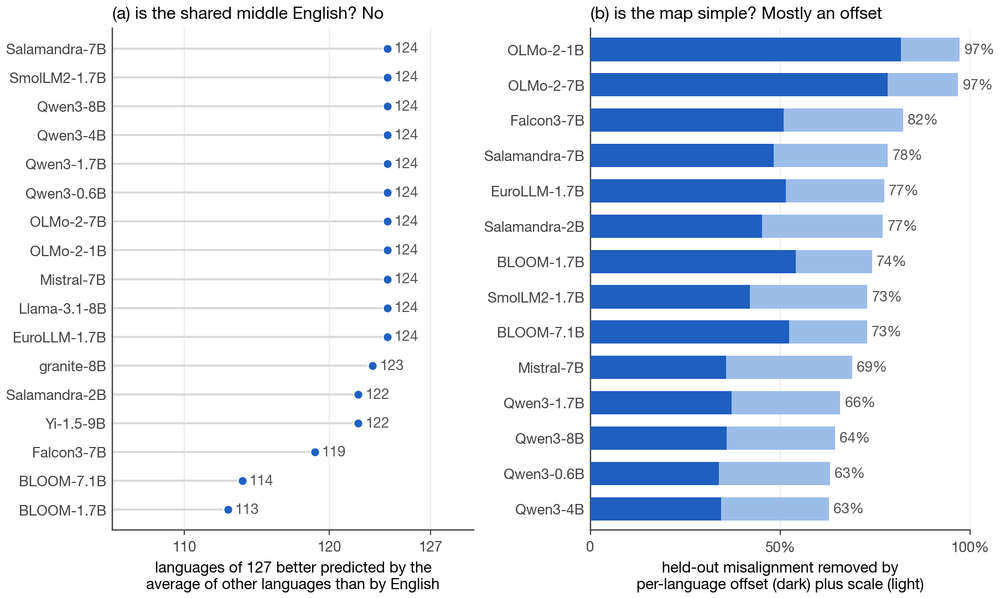 (a) is the shared middle English? No
Salamandra-7B 124
SmolLM2-1.7B 124
Qwen3-8B 124
Qwen3-4B 124
Qwen3-1.7B 124
Qwen3-0.6B 124
OLMo-2-7B 124
OLMo-2-1B 124
Mistral-7B 124
Llama-3.1-8B 124
EuroLLM-1.7B 124
granite-8B 123
Salamandra-2B 122
Yi-1.5-9B 122
Falcon3-7B 119
BLOOM-7.1B 114
BLOOM-1.7B 113
110 120 127
languages of 127 better predicted by the
average of other languages than by English
(b) is the map simple? Mostly an offset
OLMo-2-1B 97%
OLMo-2-7B 97%
Falcon3-7B 82%
Salamandra-7B 78%
EuroLLM-1.7B 77%
Salamandra-2B 77%
BLOOM-1.7B 74%
SmolLM2-1.7B 73%
BLOOM-7.1B 73%
Mistral-7B 69%
Qwen3-1.7B 66%
Qwen3-8B 64%
Qwen3-0.6B 63%
Qwen3-4B 63%
0 50% 100%
held-out misalignment removed by
per-language offset (dark) plus scale (light)